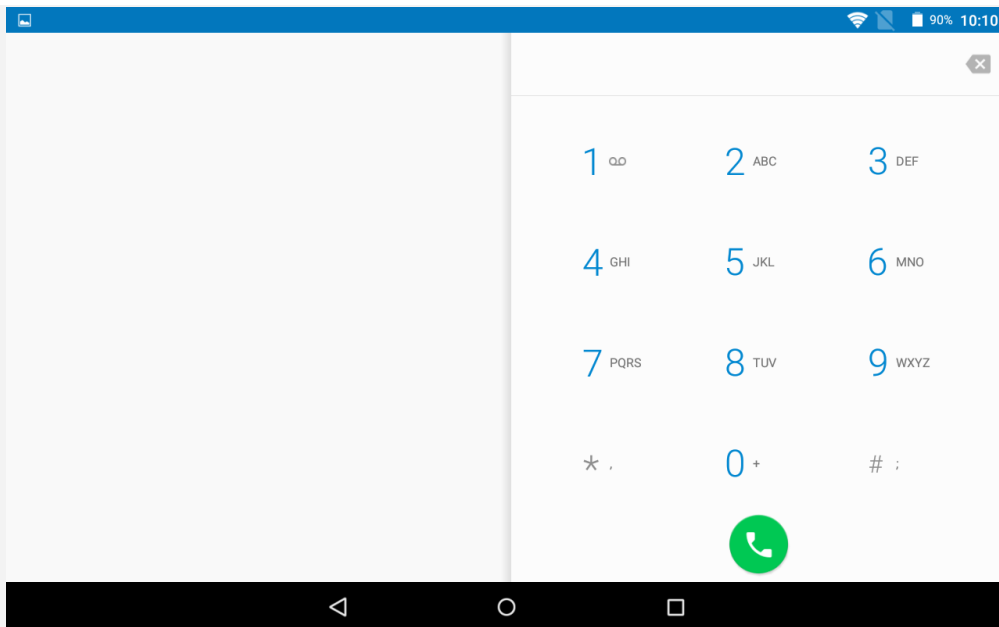 90% 10:10
1
2 ABC
3 DEF
4 GHI
5 JKL
6 MNO
7 PQRS
8 TUV
9 WXYZ
* ,
0 +
# ;